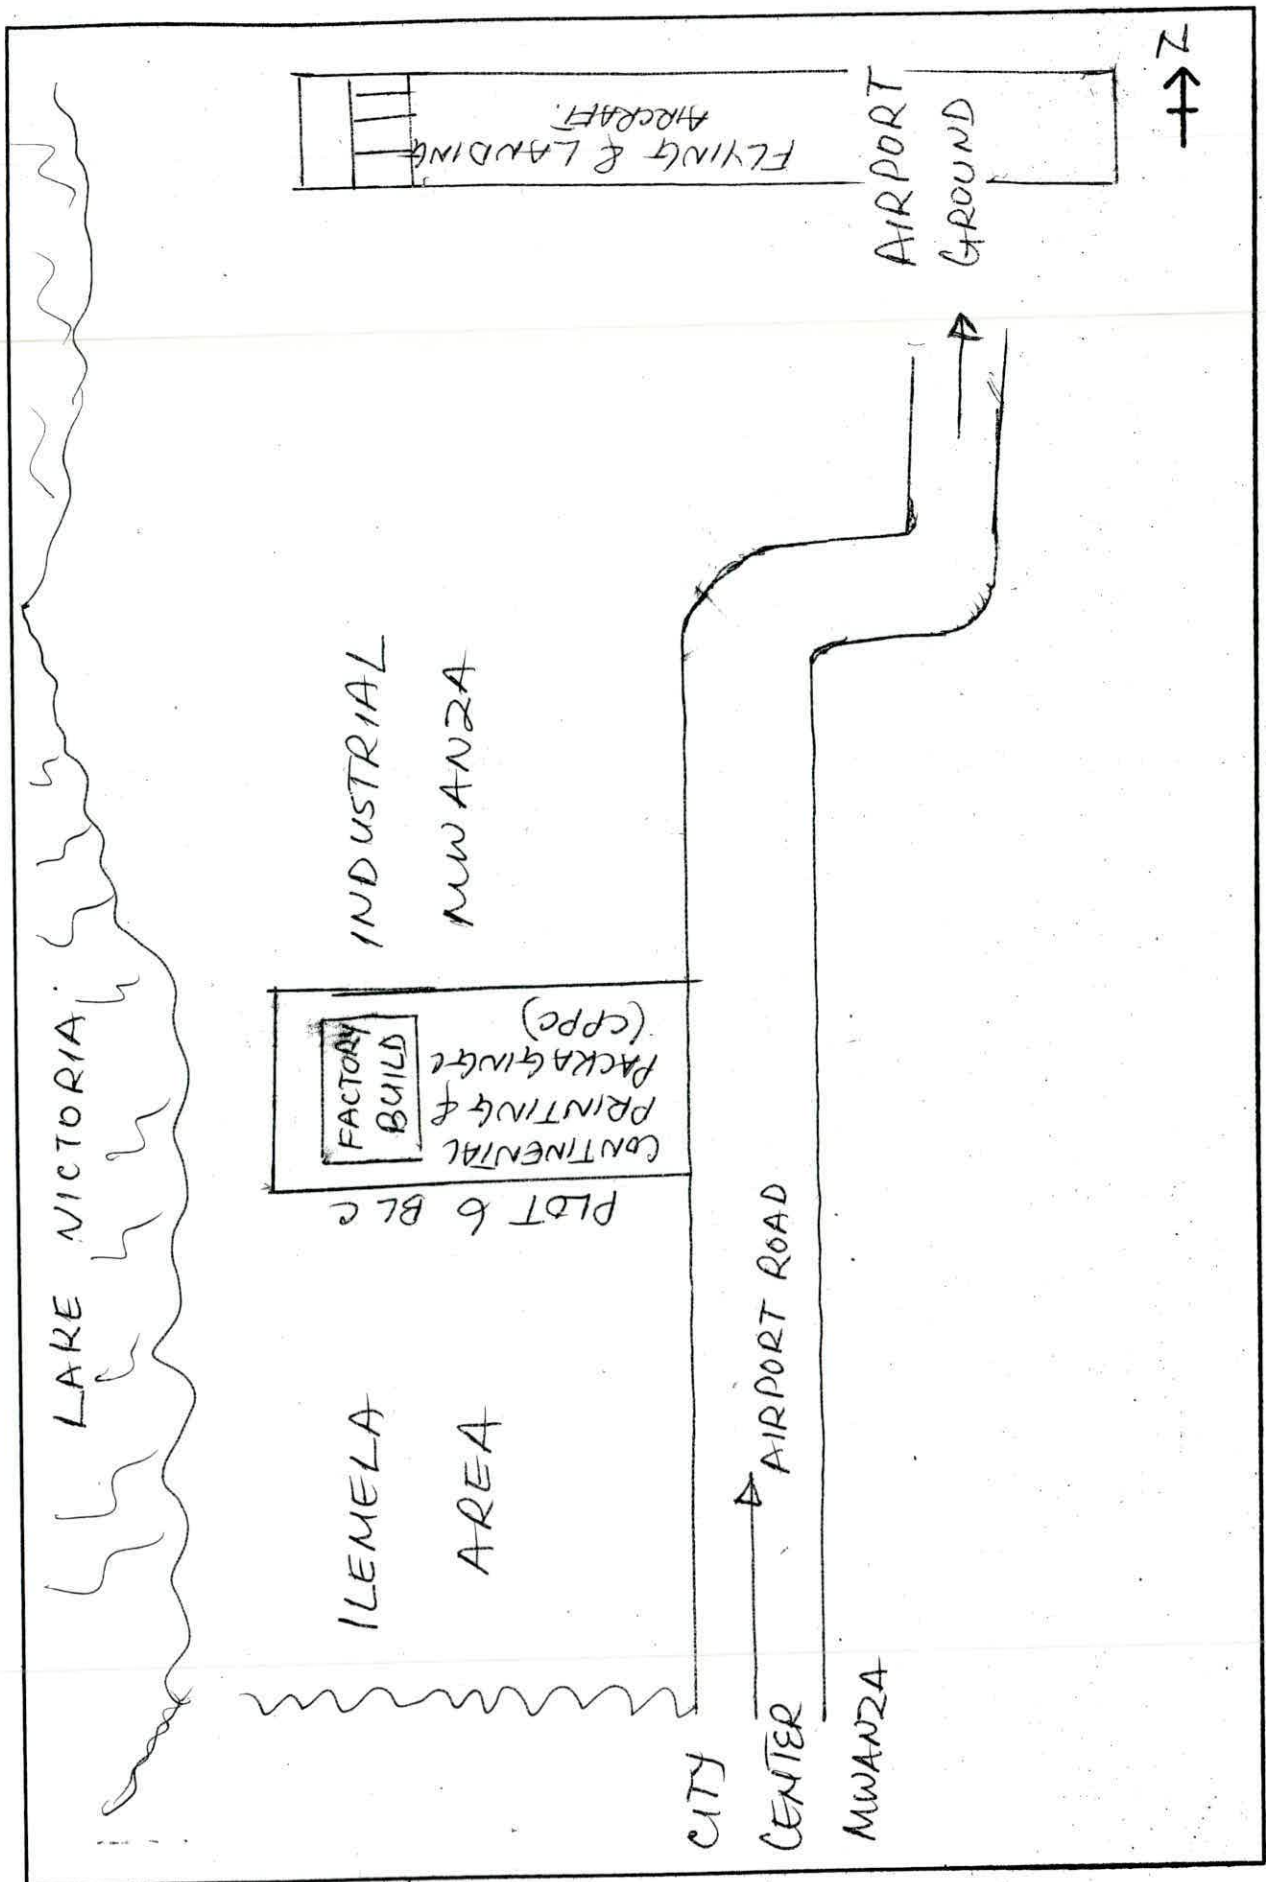 LAKE VICTORIA.
ILEMELA
AREA
INDUSTRIAL
MWANZA
FACTORY
BUILD
PLOT 6 BLC
CONTINENTAL
PRINTING &
PACKAGING C
(CPPC)
CITY
CENTER
MWANZA
AIRPORT ROAD
AIRPORT
GROUND
FLYING & LANDING
AIRCRAFT.
N